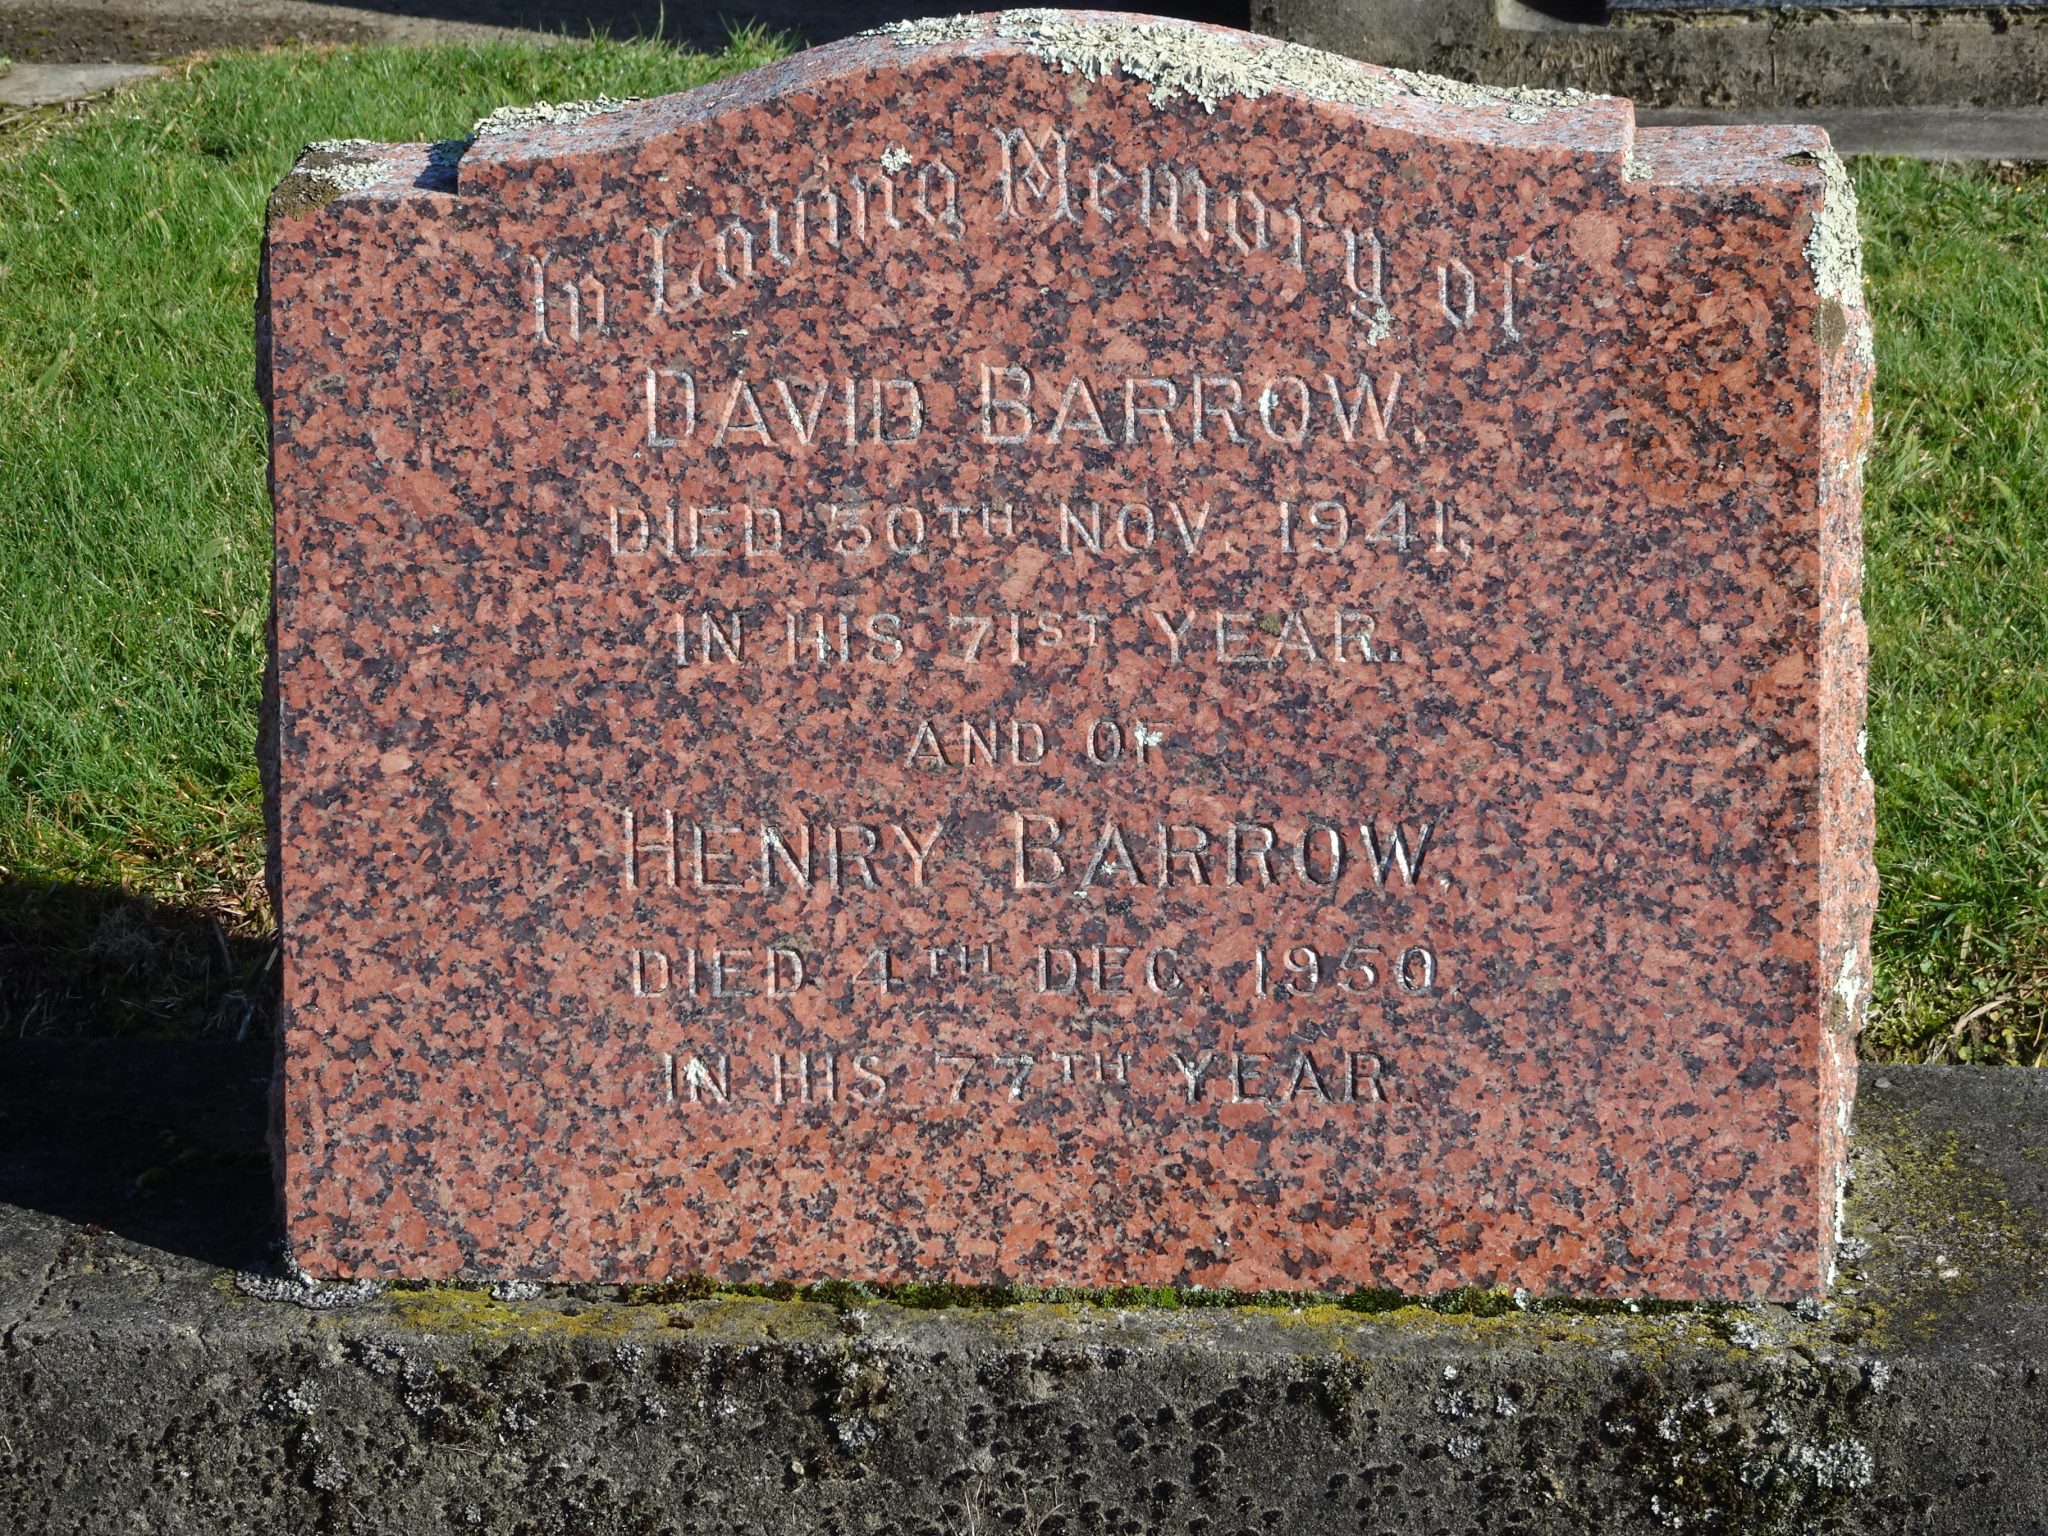 In Loving Memory of
DAVID BARROW,
DIED 30TH NOV. 1941,
IN HIS 71ST YEAR.
AND OF
HENRY BARROW,
DIED 4TH DEC. 1950,
IN HIS 77TH YEAR.